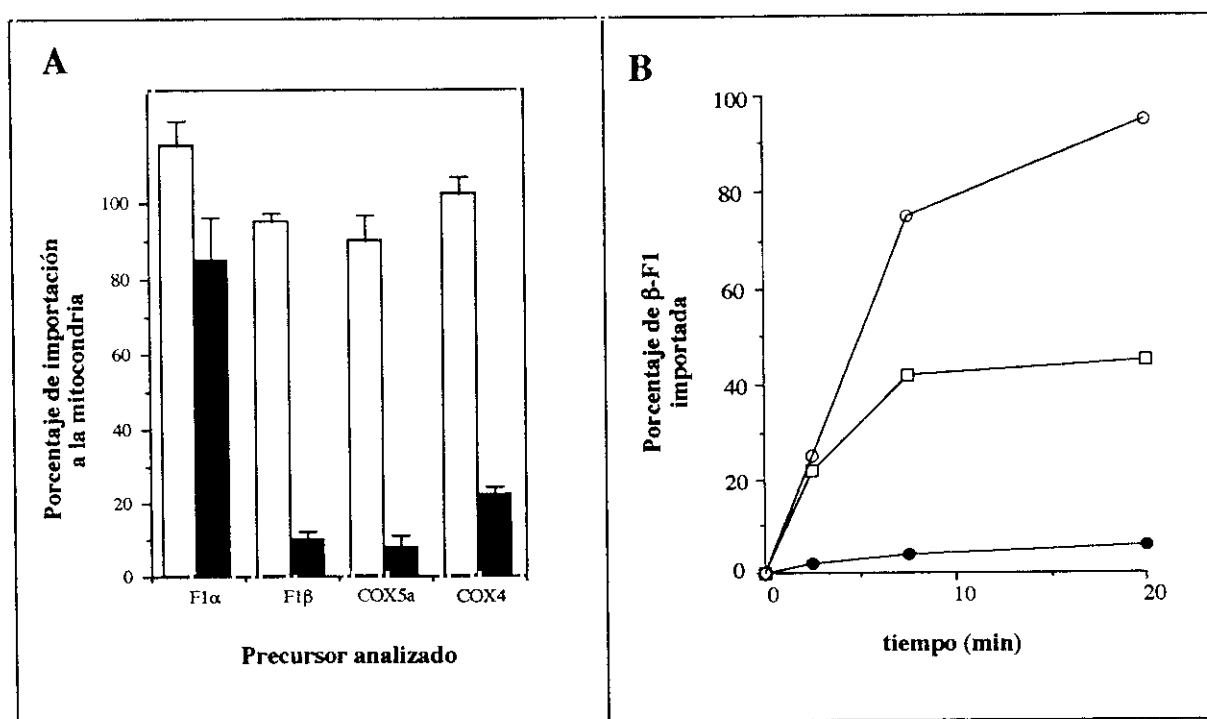 A
Porcentaje de importación
a la mitocondria
100
80
60
40
20
0
F1α
F1β
COX5a
COX4
Precursor analizado
B
Porcentaje de β-F1
importada
100
80
60
40
20
0
0
10
20
tiempo (min)